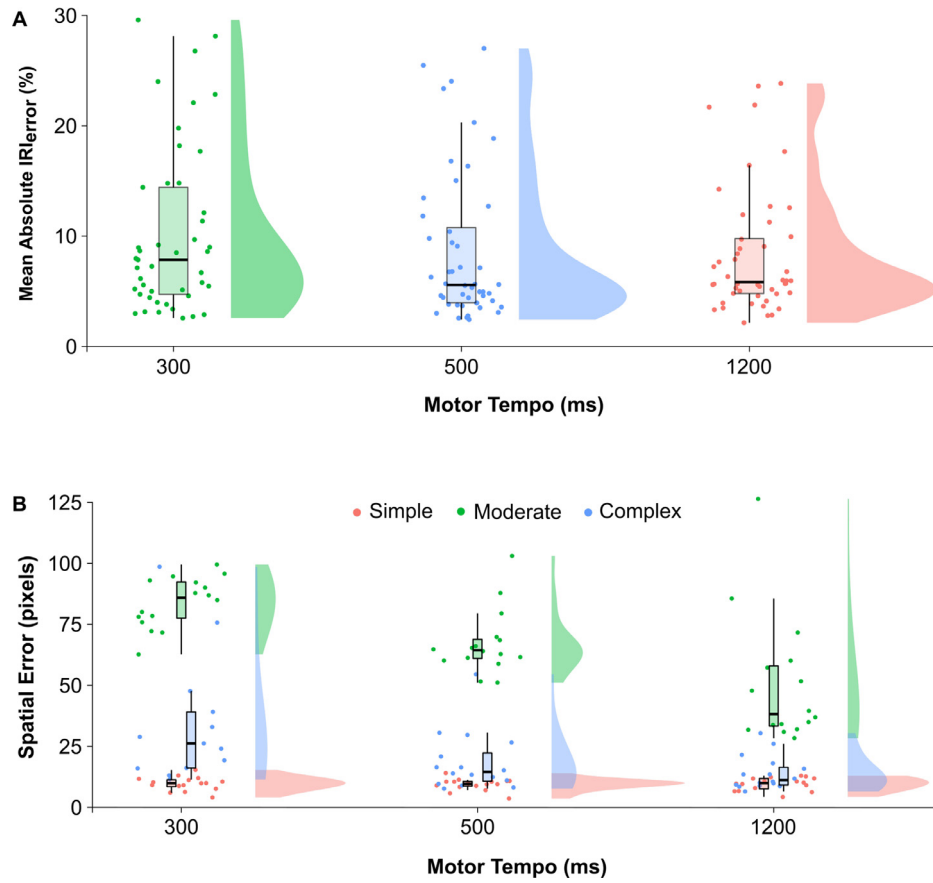 A
Mean Absolute IRIerror (%)
30
20
10
0
300
500
1200
Motor Tempo (ms)
B
Spatial Error (pixels)
125
100
75
50
25
0
Simple
Moderate
Complex
300
500
1200
Motor Tempo (ms)